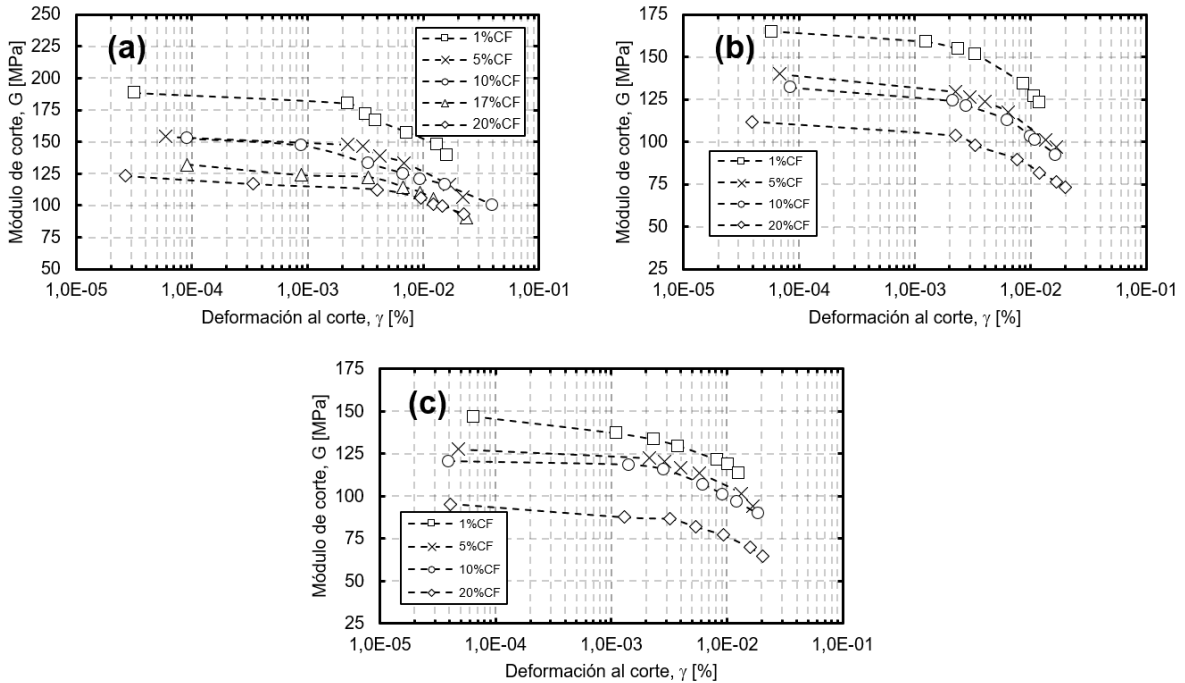 (a)
Módulo de corte, G [MPa]
250
225
200
175
150
125
100
75
50
1,0E-05 1,0E-04 1,0E-03 1,0E-02 1,0E-01
Deformación al corte, γ [%]
1%CF
5%CF
10%CF
17%CF
20%CF
(b)
Módulo de corte, G [MPa]
175
150
125
100
75
50
25
1,0E-05 1,0E-04 1,0E-03 1,0E-02 1,0E-01
Deformación al corte, γ [%]
1%CF
5%CF
10%CF
20%CF
(c)
Módulo de corte, G [MPa]
175
150
125
100
75
50
25
1,0E-05 1,0E-04 1,0E-03 1,0E-02 1,0E-01
Deformación al corte, γ [%]
1%CF
5%CF
10%CF
20%CF